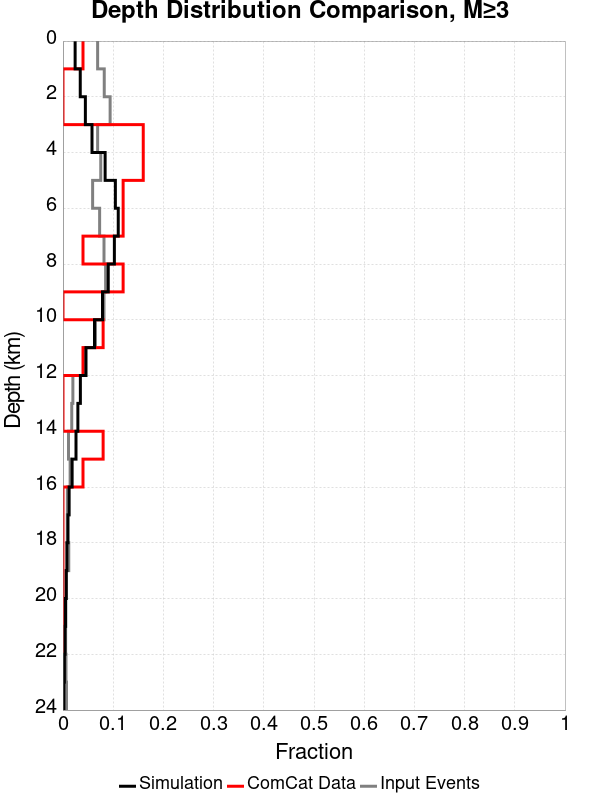 Depth Distribution Comparison, M≥3
0
2
4
6
8
10
12
14
16
18
20
22
24
Depth (km)
0 0.1 0.2 0.3 0.4 0.5 0.6 0.7 0.8 0.9 1
Fraction
Simulation ComCat Data Input Events